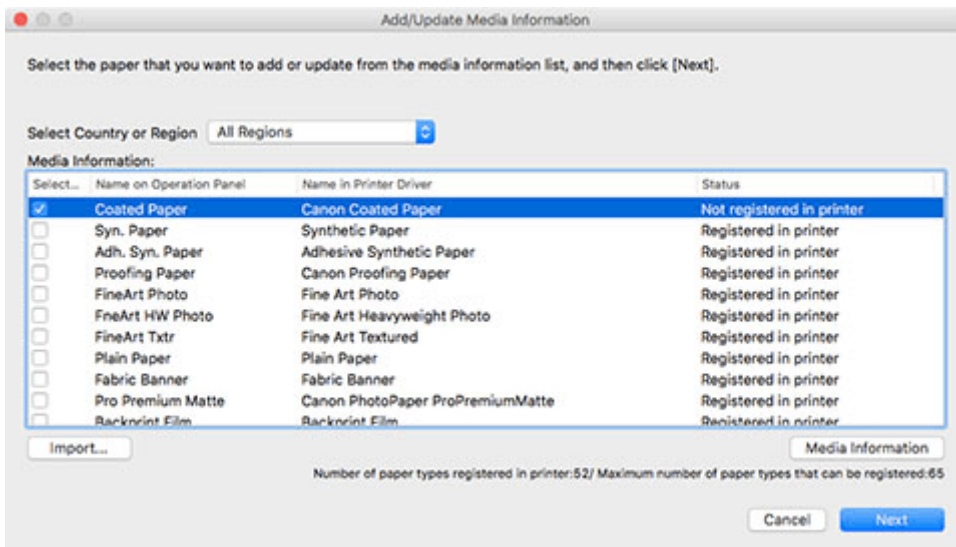 Add/Update Media Information
Select the paper that you want to add or update from the media information list, and then click [Next].
Select Country or Region All Regions
Media Information:
Select... Name on Operation Panel Name in Printer Driver Status
Coated Paper Canon Coated Paper Not registered in printer
Syn. Paper Synthetic Paper Registered in printer
Adh. Syn. Paper Adhesive Synthetic Paper Registered in printer
Proofing Paper Canon Proofing Paper Registered in printer
FineArt Photo Fine Art Photo Registered in printer
FneArt HW Photo Fine Art Heavyweight Photo Registered in printer
FineArt Txtr Fine Art Textured Registered in printer
Plain Paper Plain Paper Registered in printer
Fabric Banner Fabric Banner Registered in printer
Pro Premium Matte Canon PhotoPaper ProPremiumMatte Registered in printer
Backprint Film Backprint Film Registered in printer
Import... Media Information
Number of paper types registered in printer:52/ Maximum number of paper types that can be registered:65
Cancel Next